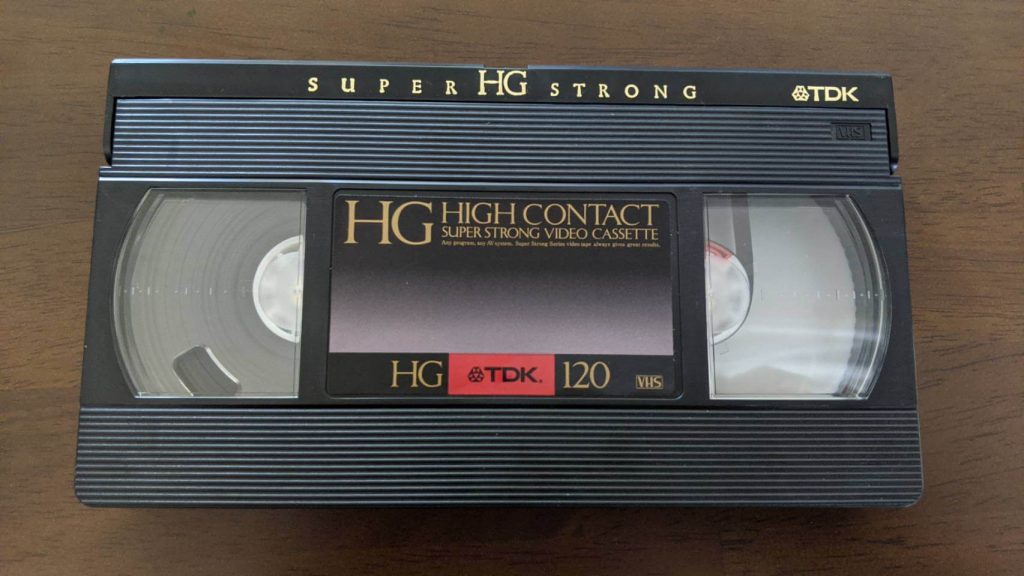 SUPER HG STRONG
TDK
VHS
HG HIGH CONTACT
SUPER STRONG VIDEO CASSETTE
Any program, any AV system. Super Strong Series video tape always gives great results.
HG TDK. 120 VHS